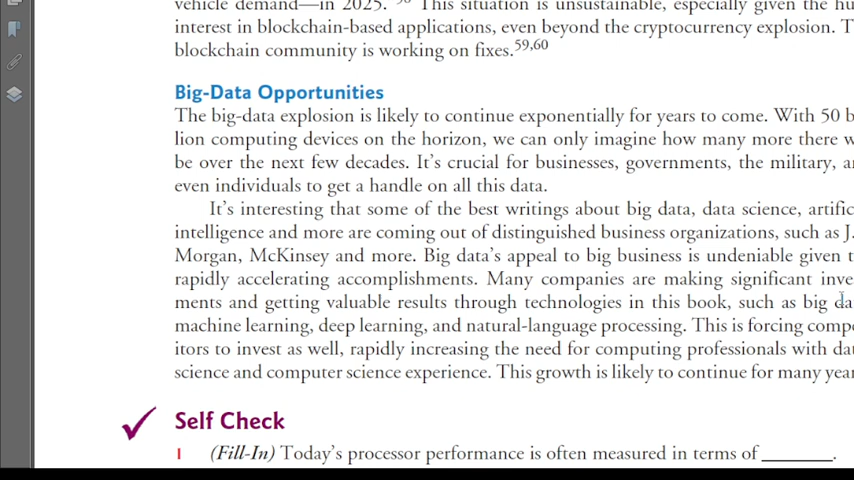 vehicle demand—in 2025. 58 This situation is unsustainable, especially given the hu
interest in blockchain-based applications, even beyond the cryptocurrency explosion. T
blockchain community is working on fixes.59,60
Big-Data Opportunities
The big-data explosion is likely to continue exponentially for years to come. With 50 b
lion computing devices on the horizon, we can only imagine how many more there w
be over the next few decades. It's crucial for businesses, governments, the military, an
even individuals to get a handle on all this data.
It's interesting that some of the best writings about big data, data science, artific
intelligence and more are coming out of distinguished business organizations, such as J.
Morgan, McKinsey and more. Big data's appeal to big business is undeniable given t
rapidly accelerating accomplishments. Many companies are making significant inve
ments and getting valuable results through technologies in this book, such as big da
machine learning, deep learning, and natural-language processing. This is forcing compe
itors to invest as well, rapidly increasing the need for computing professionals with dat
science and computer science experience. This growth is likely to continue for many year
Self Check
1 (Fill-In) Today's processor performance is often measured in terms of ________.